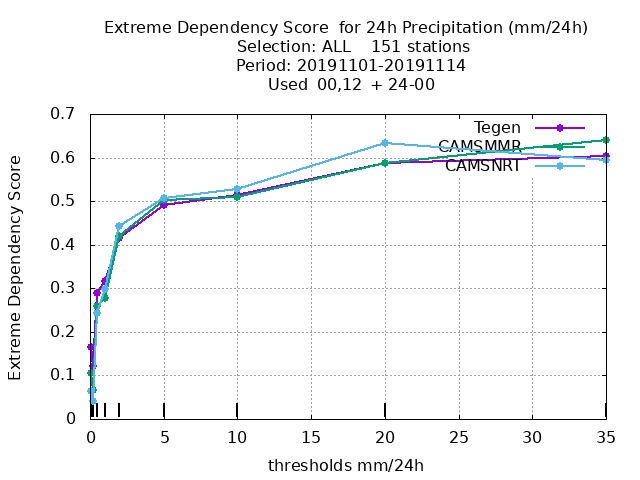 Extreme Dependency Score  for 24h Precipitation (mm/24h)
Selection: ALL    151 stations
Period: 20191101-20191114
Used  00,12  + 24-00
Extreme Dependency Score
0.7
0.6
0.5
0.4
0.3
0.2
0.1
0
Tegen
CAMSMMR
CAMSNRT
0 5 10 15 20 25 30 35
thresholds mm/24h